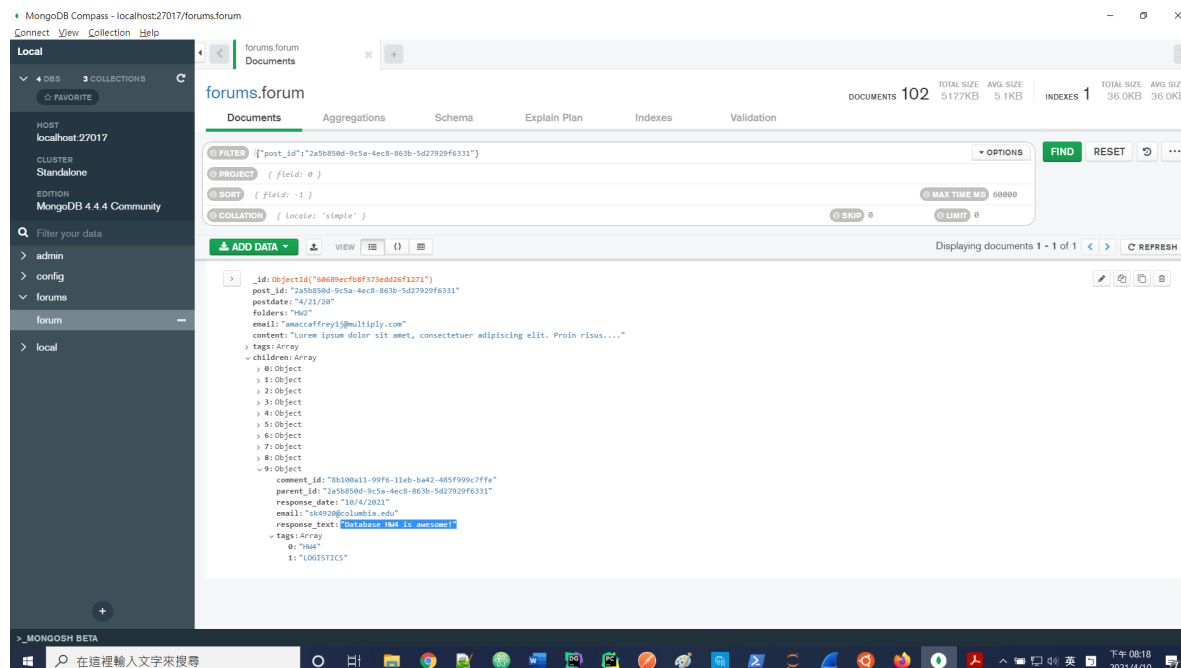 MongoDB Compass - localhost:27017/forums.forum
Connect View Collection Help
Local
forums.forum
Documents
4 DBS 3 COLLECTIONS
FAVORITE
HOST
localhost:27017
CLUSTER
Standalone
EDITION
MongoDB 4.4.4 Community
Filter your data
admin
config
forums
forum
local
forums.forum
DOCUMENTS 102 TOTAL SIZE 517.7KB AVG. SIZE 5.1KB INDEXES 1 TOTAL SIZE 36.0KB AVG. SIZE 36.0KB
Documents Aggregations Schema Explain Plan Indexes Validation
FILTER {"post_id":"2a5b850d-9c5a-4ec8-863b-5d27929f6331"} OPTIONS FIND RESET
PROJECT { field: 0 }
SORT { field: -1 } MAX TIME MS 60000
COLLATION { locale: 'simple' } SKIP 0 LIMIT 0
ADD DATA VIEW {} Displaying documents 1 - 1 of 1 REFRESH
_id: ObjectId("60689ecfb8f373edd26f1271")
post_id: "2a5b850d-9c5a-4ec8-863b-5d27929f6331"
postdate: "4/21/20"
folders: "HW2"
email: "amaccaffrey1j@multiply.com"
content: "Lorem ipsum dolor sit amet, consectetuer adipiscing elit. Proin risus...."
tags: Array
children: Array
0: Object
1: Object
2: Object
3: Object
4: Object
5: Object
6: Object
7: Object
8: Object
9: Object
comment_id: "8b100a11-99f6-11eb-ba42-485f999c7ffe"
parent_id: "2a5b850d-9c5a-4ec8-863b-5d27929f6331"
response_date: "10/4/2021"
email: "sk4920@columbia.edu"
response_text: "Database HW4 is awesome!"
tags: Array
0: "HW4"
1: "LOGISTICS"
>_MONGOSH BETA
在這裡輸入文字來搜尋
英
下午 08:18
2021/4/10